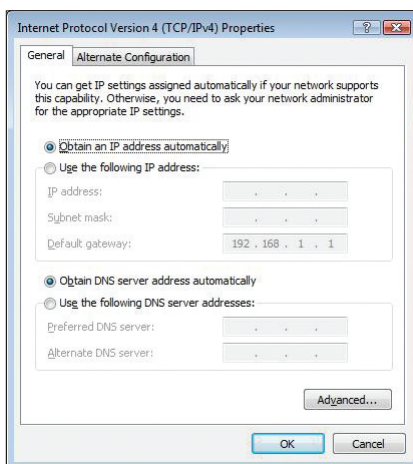 Internet Protocol Version 4 (TCP/IPv4) Properties
General
Alternate Configuration
You can get IP settings assigned automatically if your network supports
this capability. Otherwise, you need to ask your network administrator
for the appropriate IP settings.
Obtain an IP address automatically
Use the following IP address:
IP address:
. . .
Subnet mask:
. . .
Default gateway:
192 . 168 . 1 . 1
Obtain DNS server address automatically
Use the following DNS server addresses:
Preferred DNS server:
. . .
Alternate DNS server:
. . .
Advanced...
OK
Cancel